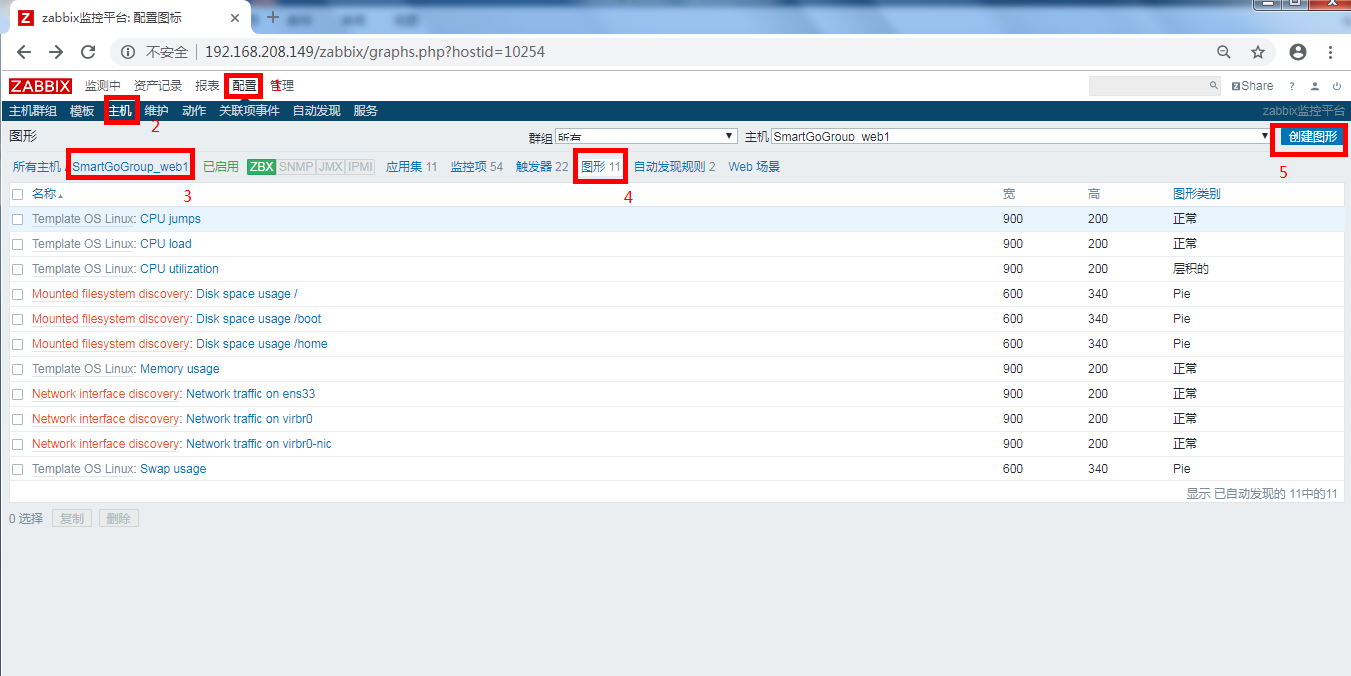 zabbix监控平台: 配置图标
不安全 192.168.208.149/zabbix/graphs.php?hostid=10254
ZABBIX 监测中 资产记录 报表 配置 1 管理 Share ?
主机群组 模板 主机 维护 动作 关联项事件 自动发现 服务 zabbix监控平台
2
图形 群组 所有 主机 SmartGoGroup_web1 创建图形
所有主机 / SmartGoGroup_web1 已启用 ZBX SNMP JMX IPMI 应用集 11 监控项 54 触发器 22 图形 11 自动发现规则 2 Web 场景
3 4 5
名称 宽 高 图形类别
Template OS Linux: CPU jumps 900 200 正常
Template OS Linux: CPU load 900 200 正常
Template OS Linux: CPU utilization 900 200 层积的
Mounted filesystem discovery: Disk space usage / 600 340 Pie
Mounted filesystem discovery: Disk space usage /boot 600 340 Pie
Mounted filesystem discovery: Disk space usage /home 600 340 Pie
Template OS Linux: Memory usage 900 200 正常
Network interface discovery: Network traffic on ens33 900 200 正常
Network interface discovery: Network traffic on virbr0 900 200 正常
Network interface discovery: Network traffic on virbr0-nic 900 200 正常
Template OS Linux: Swap usage 600 340 Pie
显示 已自动发现的 11中的11
0 选择 复制 删除